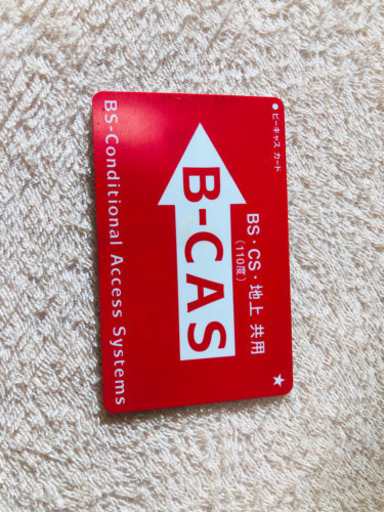 ● ビーキャス カード
BS・CS・地上 共用
(110度)
B-CAS
BS-Conditional Access Systems